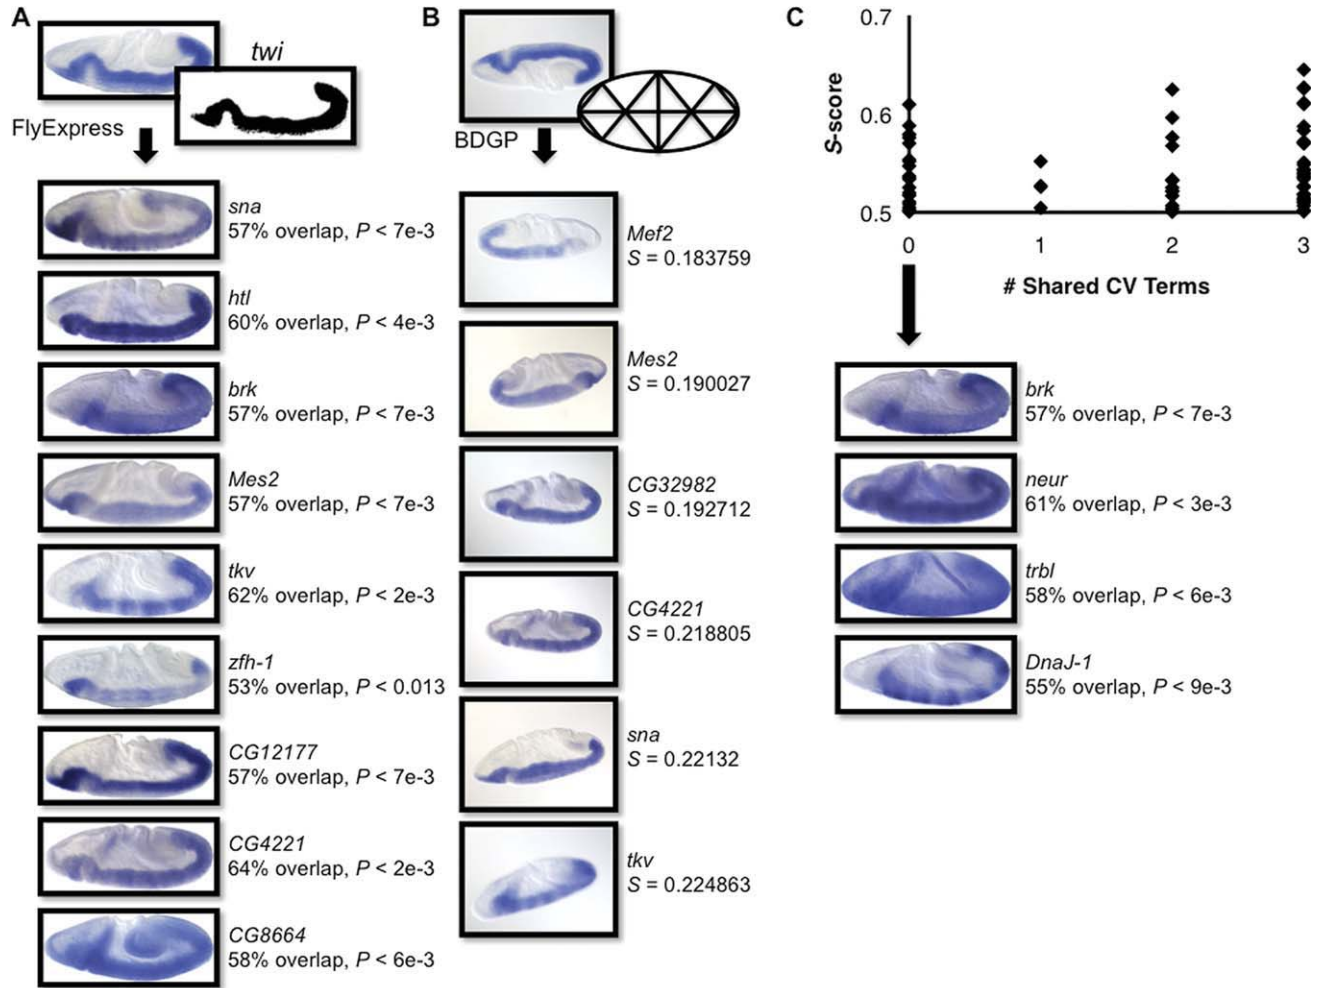 A
twi
FlyExpress
sna
57% overlap, P < 7e-3
htl
60% overlap, P < 4e-3
brk
57% overlap, P < 7e-3
Mes2
57% overlap, P < 7e-3
tkv
62% overlap, P < 2e-3
zfh-1
53% overlap, P < 0.013
CG12177
57% overlap, P < 7e-3
CG4221
64% overlap, P < 2e-3
CG8664
58% overlap, P < 6e-3
B
BDGP
Mef2
S = 0.183759
Mes2
S = 0.190027
CG32982
S = 0.192712
CG4221
S = 0.218805
sna
S = 0.22132
tkv
S = 0.224863
C
0.7
0.6
0.5
S-score
0 1 2 3
# Shared CV Terms
brk
57% overlap, P < 7e-3
neur
61% overlap, P < 3e-3
trbl
58% overlap, P < 6e-3
DnaJ-1
55% overlap, P < 9e-3